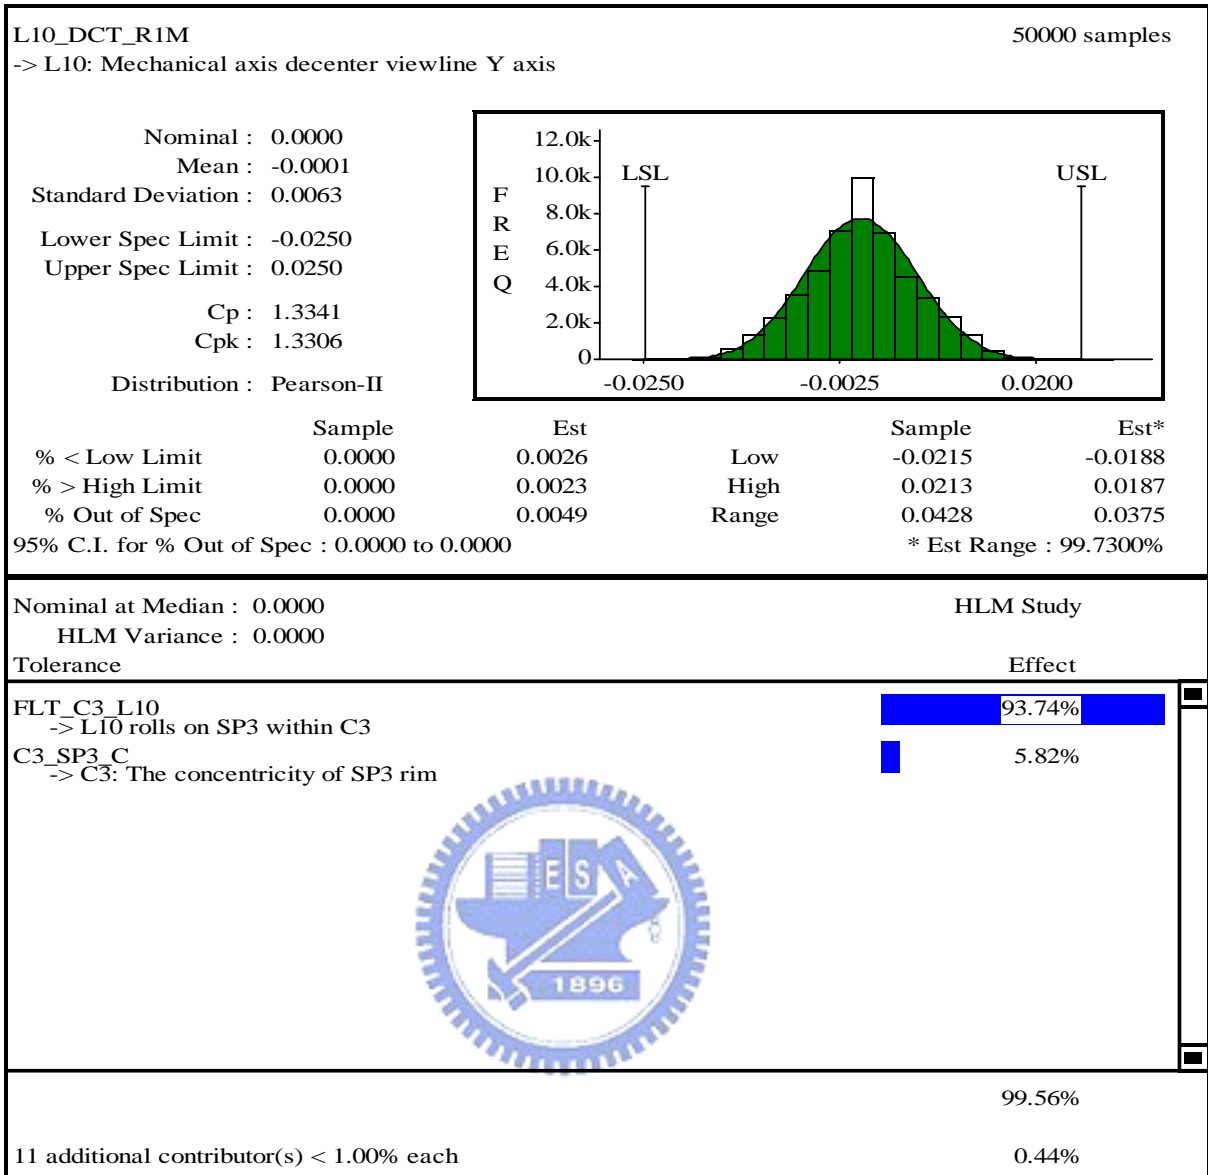 L10_DCT_R1M 50000 samples
-> L10: Mechanical axis decenter viewline Y axis
Nominal : 0.0000
Mean : -0.0001
Standard Deviation : 0.0063
Lower Spec Limit : -0.0250
Upper Spec Limit : 0.0250
Cp : 1.3341
Cpk : 1.3306
Distribution : Pearson-II
FREQ
12.0k
10.0k
8.0k
6.0k
4.0k
2.0k
0
LSL USL
-0.0250 -0.0025 0.0200
Sample Est Sample Est*
% < Low Limit 0.0000 0.0026 Low -0.0215 -0.0188
% > High Limit 0.0000 0.0023 High 0.0213 0.0187
% Out of Spec 0.0000 0.0049 Range 0.0428 0.0375
95% C.I. for % Out of Spec : 0.0000 to 0.0000 * Est Range : 99.7300%
Nominal at Median : 0.0000 HLM Study
HLM Variance : 0.0000
Tolerance Effect
FLT_C3_L10 93.74%
-> L10 rolls on SP3 within C3
C3_SP3_C 5.82%
-> C3: The concentricity of SP3 rim
E S A
1896
99.56%
11 additional contributor(s) < 1.00% each 0.44%